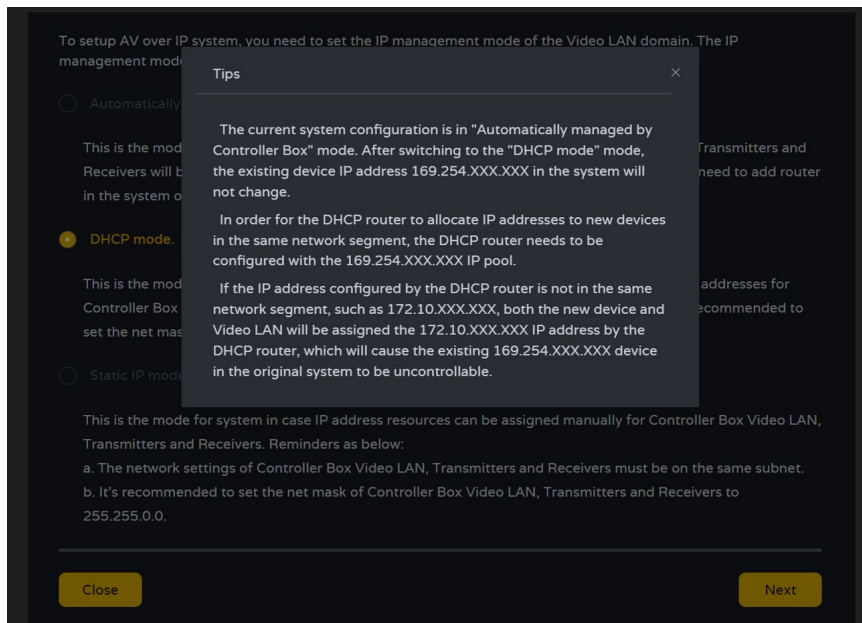 To setup AV over IP system, you need to set the IP management mode of the Video LAN domain. The IP
management mod
Tips
Automatically
The current system configuration is in "Automatically managed by
Controller Box" mode. After switching to the "DHCP mode" mode,
the existing device IP address 169.254.XXX.XXX in the system will
not change.
In order for the DHCP router to allocate IP addresses to new devices
in the same network segment, the DHCP router needs to be
configured with the 169.254.XXX.XXX IP pool.
If the IP address configured by the DHCP router is not in the same
network segment, such as 172.10.XXX.XXX, both the new device and
Video LAN will be assigned the 172.10.XXX.XXX IP address by the
DHCP router, which will cause the existing 169.254.XXX.XXX device
in the original system to be uncontrollable.
This is the mod Transmitters and
Receivers will b need to add router
in the system o
DHCP mode.
This is the mod addresses for
Controller Box ecommended to
set the net mas
Static IP mode
This is the mode for system in case IP address resources can be assigned manually for Controller Box Video LAN,
Transmitters and Receivers. Reminders as below:
a. The network settings of Controller Box Video LAN, Transmitters and Receivers must be on the same subnet.
b. It's recommended to set the net mask of Controller Box Video LAN, Transmitters and Receivers to
255.255.0.0.
Close
Next